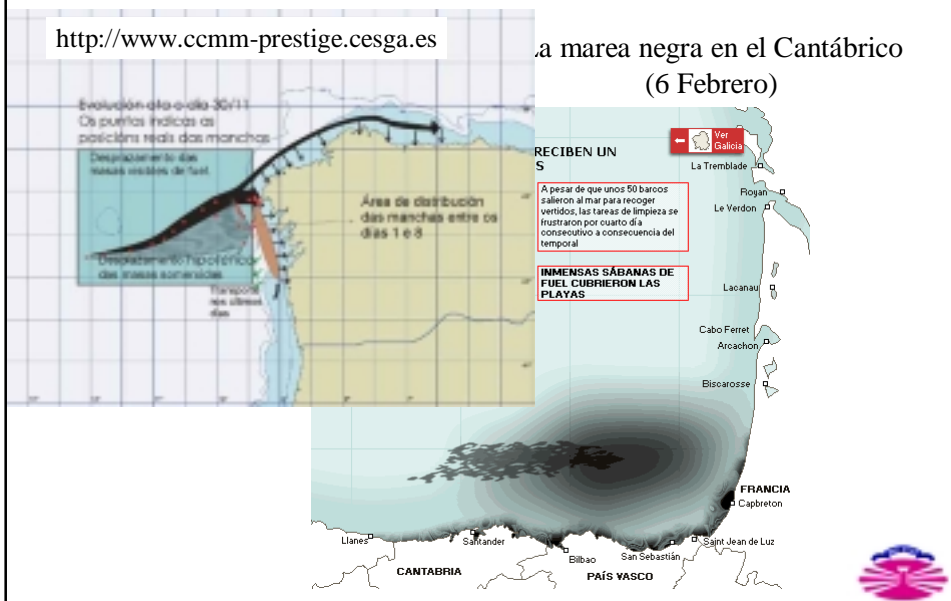 http://www.ccmm-prestige.cesga.es
a marea negra en el Cantábrico
(6 Febrero)
Evolución ata o día 30/11
Os puntos indican as
posicións reais das manchas
Desprazamento das
masas visibles de fuel
Desprazamento hipotético
das masas somerxidas
Transporte
nos últimos
días
Área de distribución
das manchas entre os
días 1 e 8
RECIBEN UN
S
A pesar de que unos 50 barcos
salieron al mar para recoger
vertidos, las tareas de limpieza se
frustraron por cuarto día
consecutivo a consecuencia del
temporal
INMENSAS SÁBANAS DE
FUEL CUBRIERON LAS
PLAYAS
Ver
Galicia
La Tremblade
Royan
Le Verdon
Lacanau
Cabo Ferret
Arcachon
Biscarosse
FRANCIA
Capbreton
Saint Jean de Luz
San Sebastián
Bilbao
Santander
Llanes
CANTABRIA
PAÍS VASCO